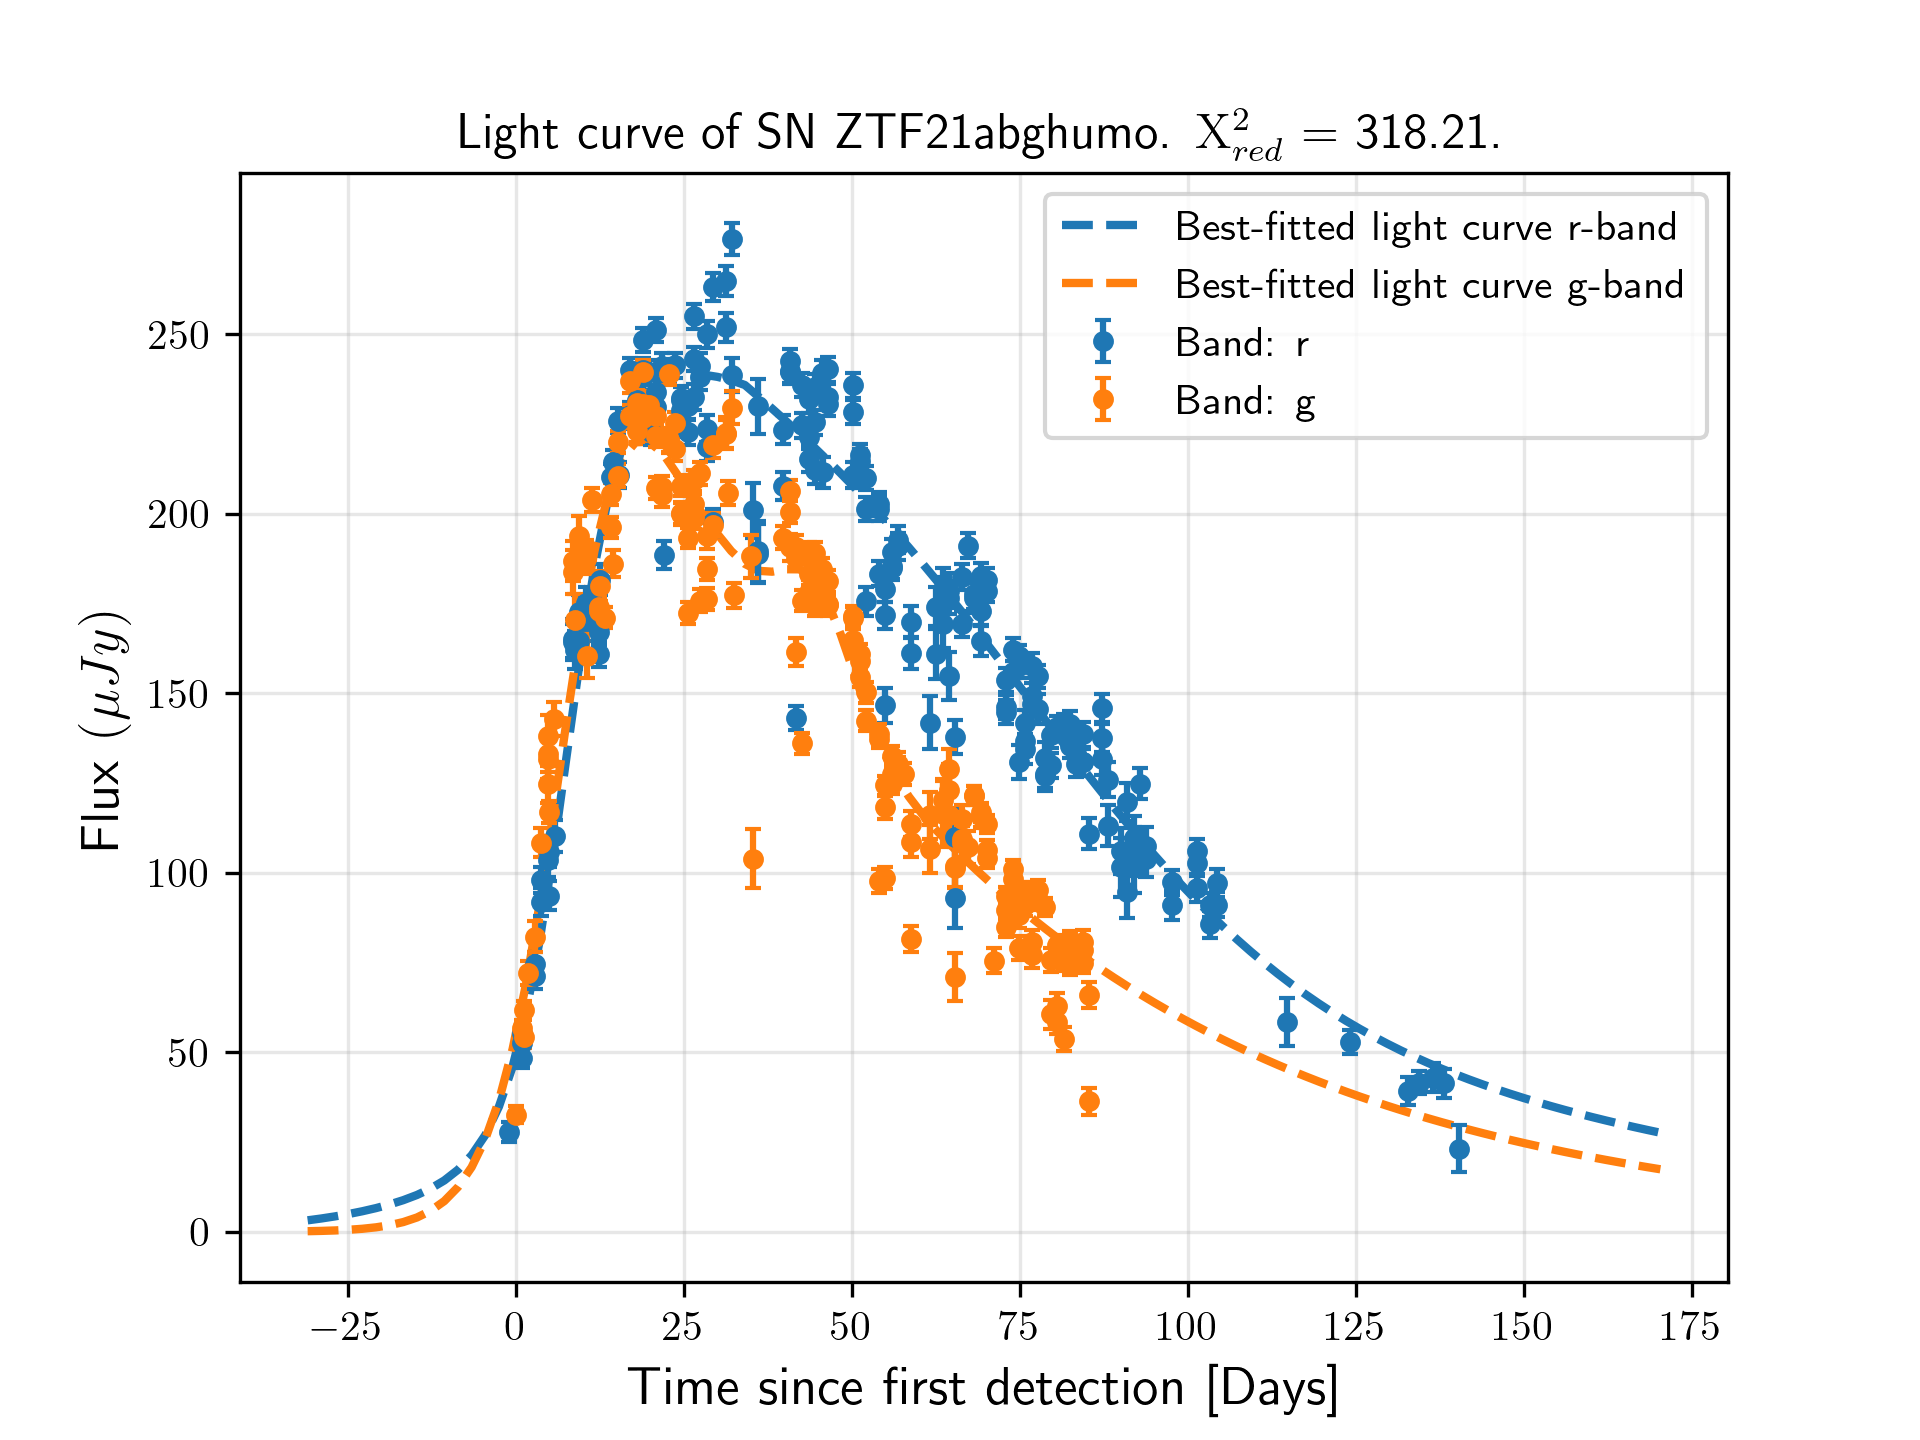 Light curve of SN ZTF21abghumo. Χ²red = 318.21.
Best-fitted light curve r-band
Best-fitted light curve g-band
Band: r
Band: g
Flux (μJy)
250
200
150
100
50
0
−25 0 25 50 75 100 125 150 175
Time since first detection [Days]